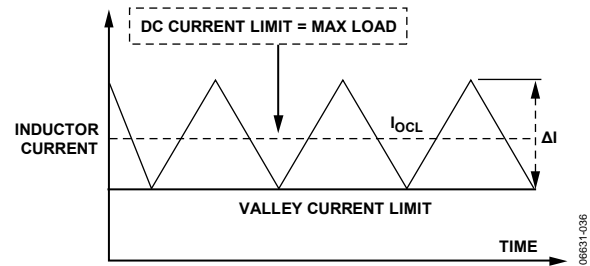 DC CURRENT LIMIT = MAX LOAD
INDUCTOR
CURRENT
IOCL
ΔI
VALLEY CURRENT LIMIT
TIME
06631-036